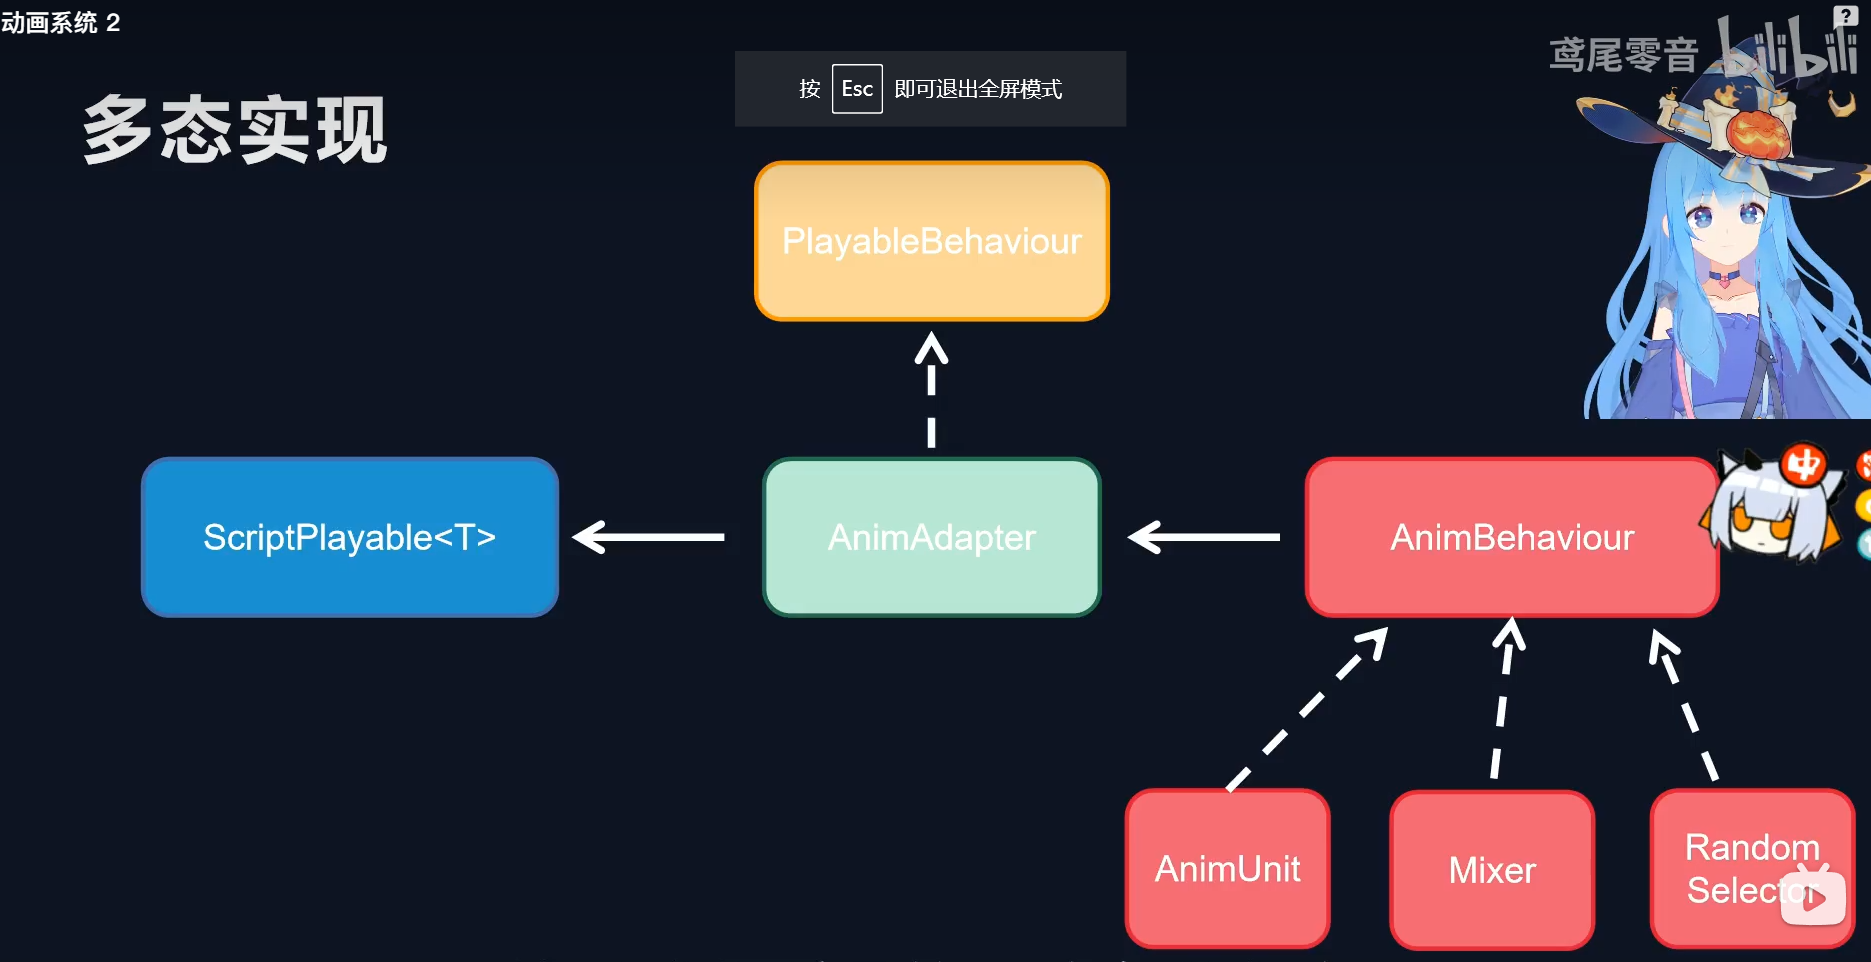 动画系统 2
?
鸢尾零音 bilibili
按 Esc 即可退出全屏模式
多态实现
PlayableBehaviour
ScriptPlayable<T>
AnimAdapter
AnimBehaviour
中
AnimUnit
Mixer
Random
Selector